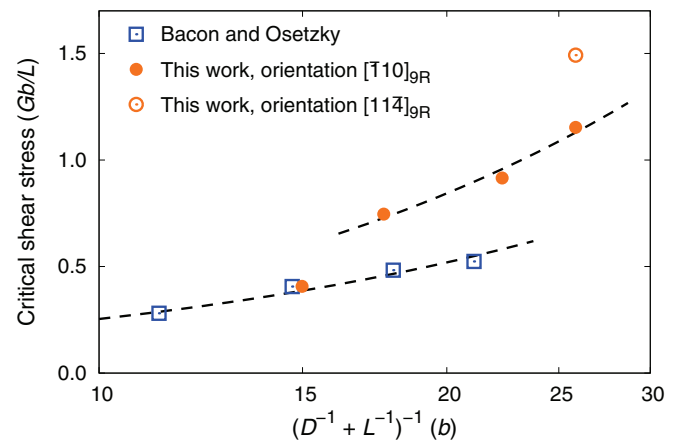 1.5
1.0
0.5
0.0
Critical shear stress (Gb/L)
Bacon and Osetzky
This work, orientation [1̄10]9R
This work, orientation [114̄]9R
10 15 20 25 30
(D⁻¹ + L⁻¹)⁻¹ (b)